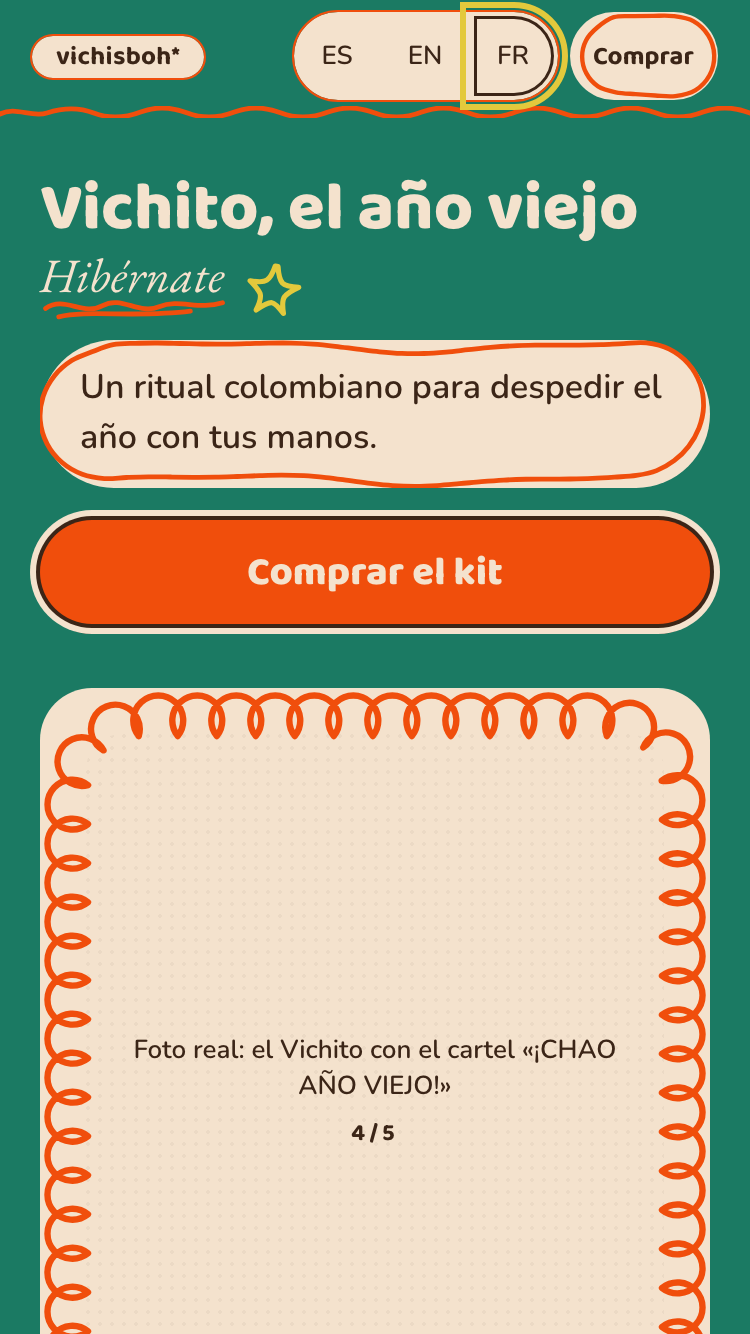 vichisboh*
ES EN FR
Comprar
Vichito, el año viejo
Hibérnate
Un ritual colombiano para despedir el
año con tus manos.
Comprar el kit
Foto real: el Vichito con el cartel «¡CHAO
AÑO VIEJO!»
4 / 5